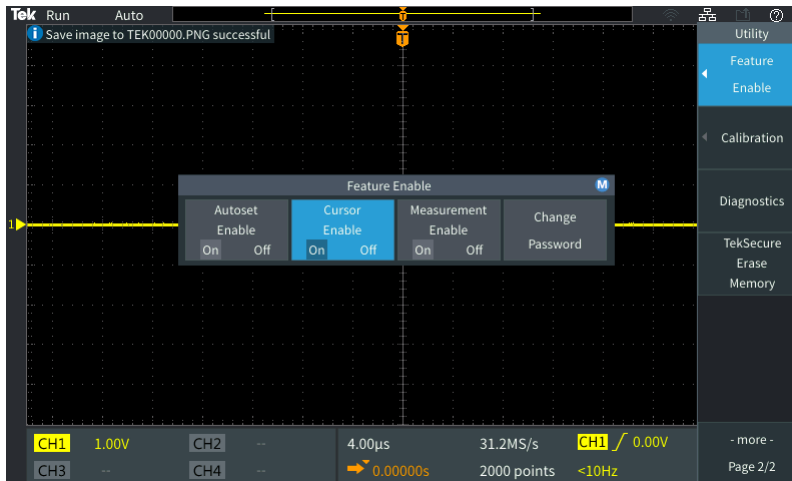 Tek Run Auto
T
Save image to TEK00000.PNG successful
T
Utility
Feature
Enable
Calibration
Diagnostics
TekSecure
Erase
Memory
- more -
Page 2/2
Feature Enable M
Autoset
Enable
On Off
Cursor
Enable
On Off
Measurement
Enable
On Off
Change
Password
1
CH1 1.00V CH2 --
CH3 -- CH4 --
4.00µs 31.2MS/s CH1 0.00V
0.00000s 2000 points <10Hz